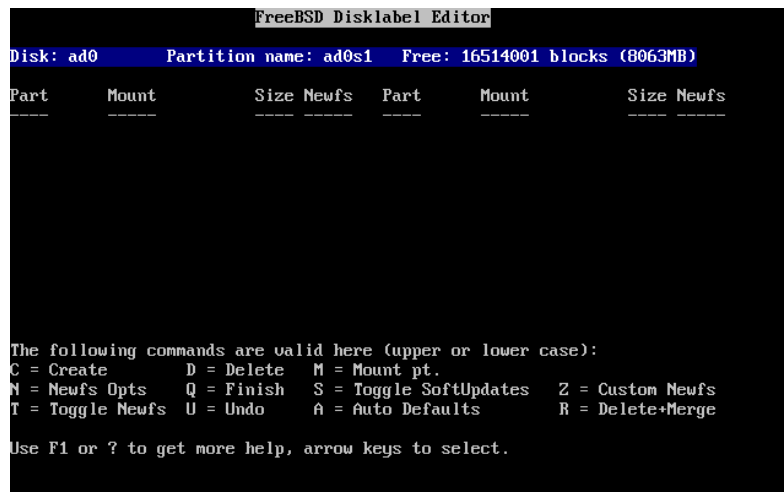 FreeBSD Disklabel Editor
Disk: ad0 Partition name: ad0s1 Free: 16514001 blocks (8063MB)
Part Mount Size Newfs Part Mount Size Newfs
---- ----- ---- ----- ---- ----- ---- -----
The following commands are valid here (upper or lower case):
C = Create D = Delete M = Mount pt.
N = Newfs Opts Q = Finish S = Toggle SoftUpdates Z = Custom Newfs
T = Toggle Newfs U = Undo A = Auto Defaults R = Delete+Merge
Use F1 or ? to get more help, arrow keys to select.